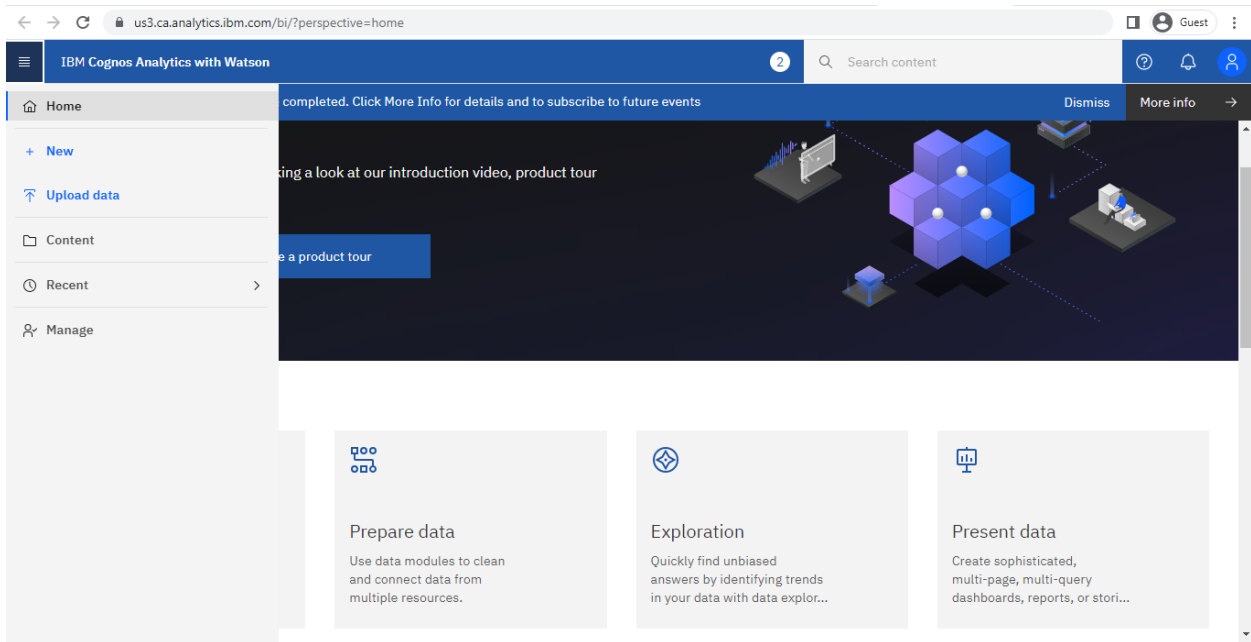 us3.ca.analytics.ibm.com/bi/?perspective=home
Guest
IBM Cognos Analytics with Watson
2
Search content
Home
completed. Click More Info for details and to subscribe to future events
Dismiss
More info
New
king a look at our introduction video, product tour
Upload data
Content
e a product tour
Recent
Manage
Prepare data
Use data modules to clean
and connect data from
multiple resources.
Exploration
Quickly find unbiased
answers by identifying trends
in your data with data explor...
Present data
Create sophisticated,
multi-page, multi-query
dashboards, reports, or stori...